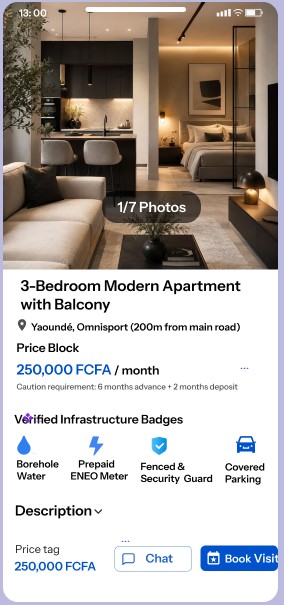 13:00
1/7 Photos
3-Bedroom Modern Apartment
with Balcony
Yaoundé, Omnisport (200m from main road)
Price Block
250,000 FCFA / month
...
Caution requirement: 6 months advance + 2 months deposit
Verified Infrastructure Badges
Borehole
Water
Prepaid
ENEO Meter
Fenced &
Security Guard
Covered
Parking
Description
...
Price tag
250,000 FCFA
Chat
Book Visit